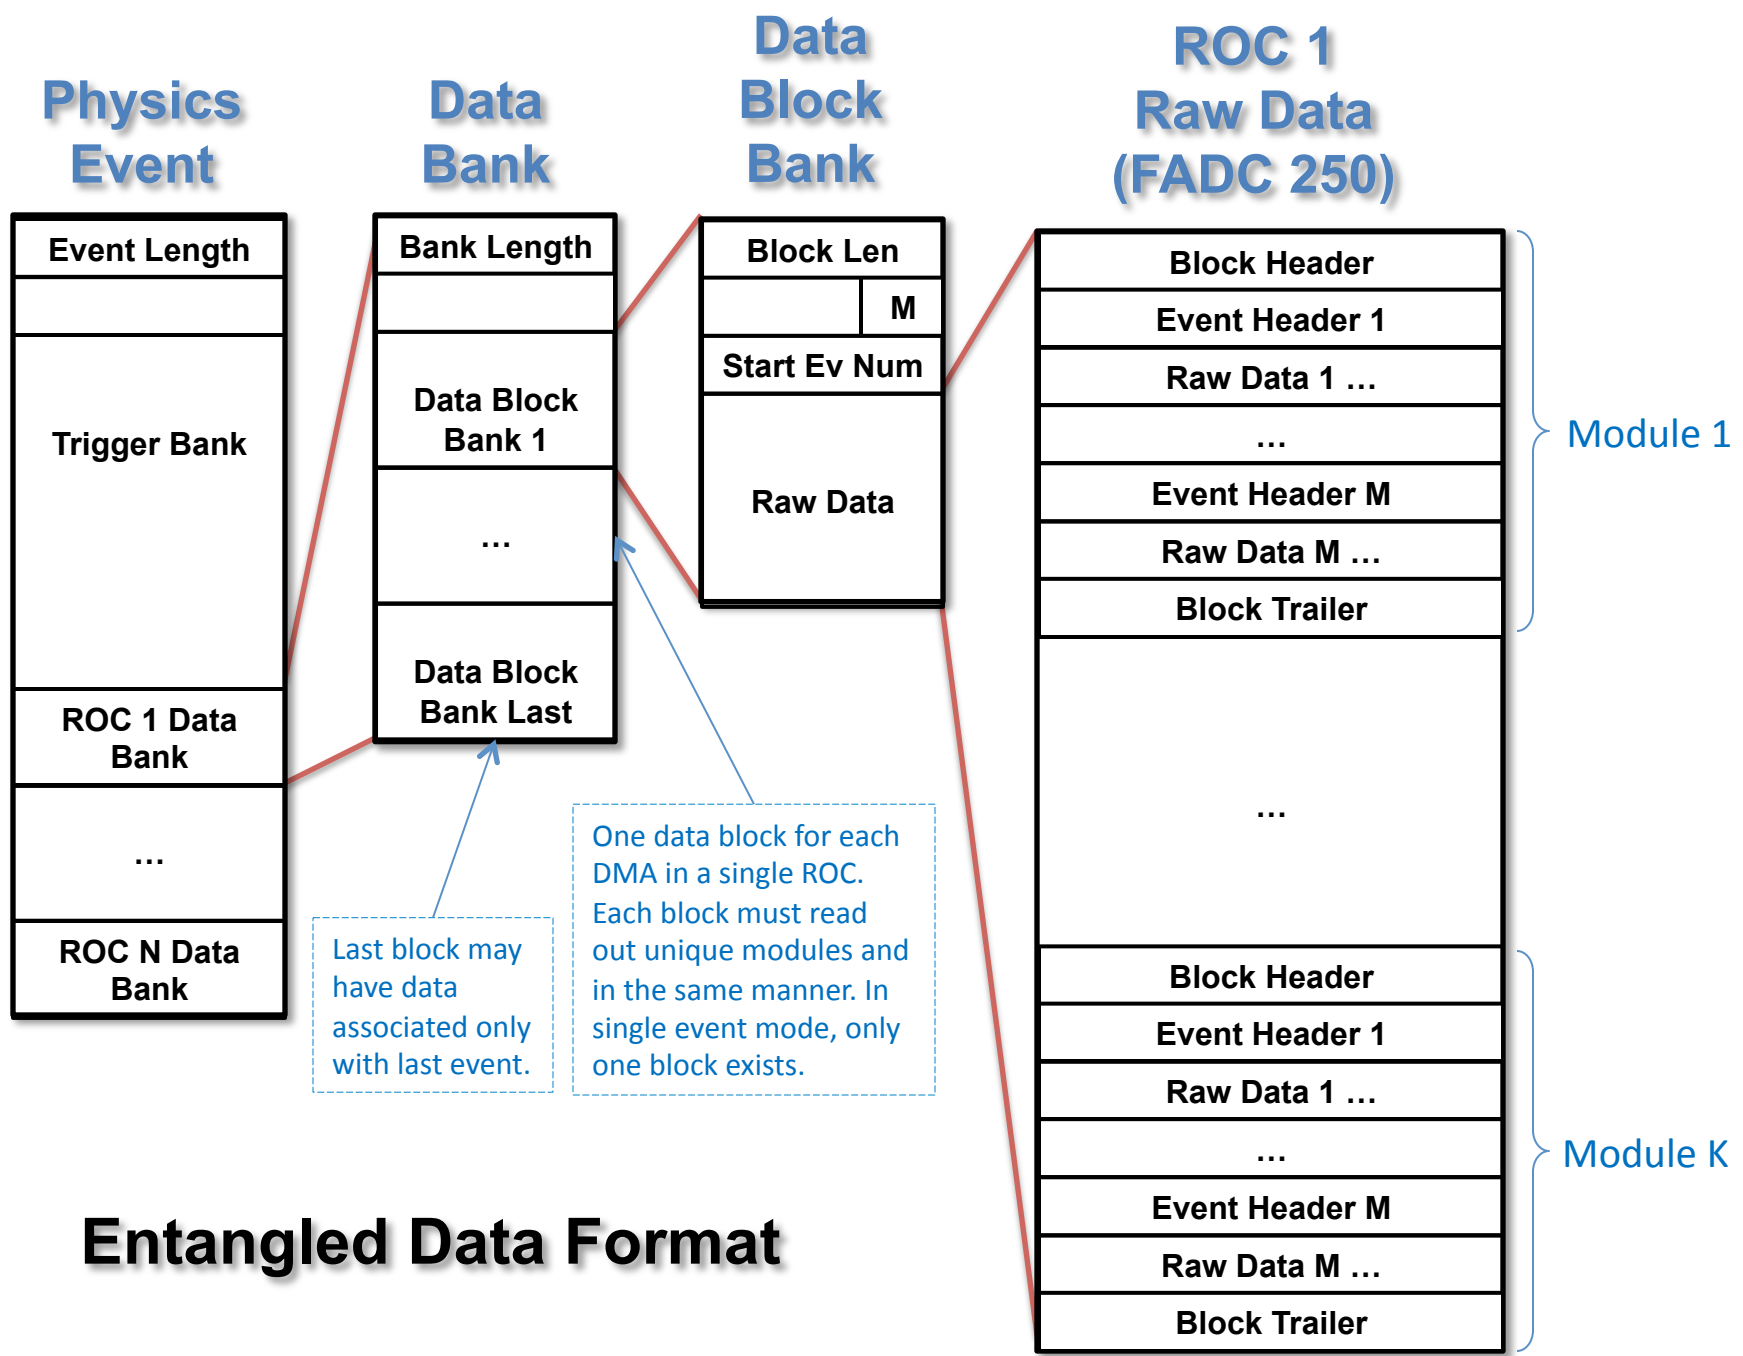 Physics
Event
Event Length
Trigger Bank
ROC 1 Data
Bank
…
ROC N Data
Bank
Data
Bank
Bank Length
Data Block
Bank 1
…
Data Block
Bank Last
Last block may
have data
associated only
with last event.
One data block for each
DMA in a single ROC.
Each block must read
out unique modules and
in the same manner. In
single event mode, only
one block exists.
Data
Block
Bank
Block Len
M
Start Ev Num
Raw Data
ROC 1
Raw Data
(FADC 250)
Block Header
Event Header 1
Raw Data 1 …
…
Event Header M
Raw Data M …
Block Trailer
Module 1
…
Block Header
Event Header 1
Raw Data 1 …
…
Event Header M
Raw Data M …
Block Trailer
Module K
Entangled Data Format